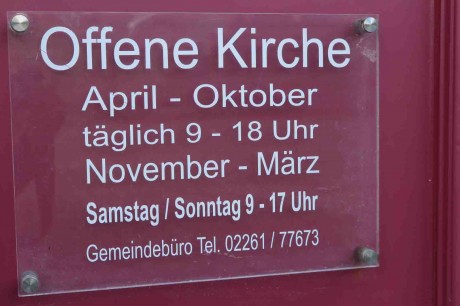 Offene Kirche
April - Oktober
täglich 9 - 18 Uhr
November - März
Samstag / Sonntag 9 - 17 Uhr
Gemeindebüro Tel. 02261 / 77673